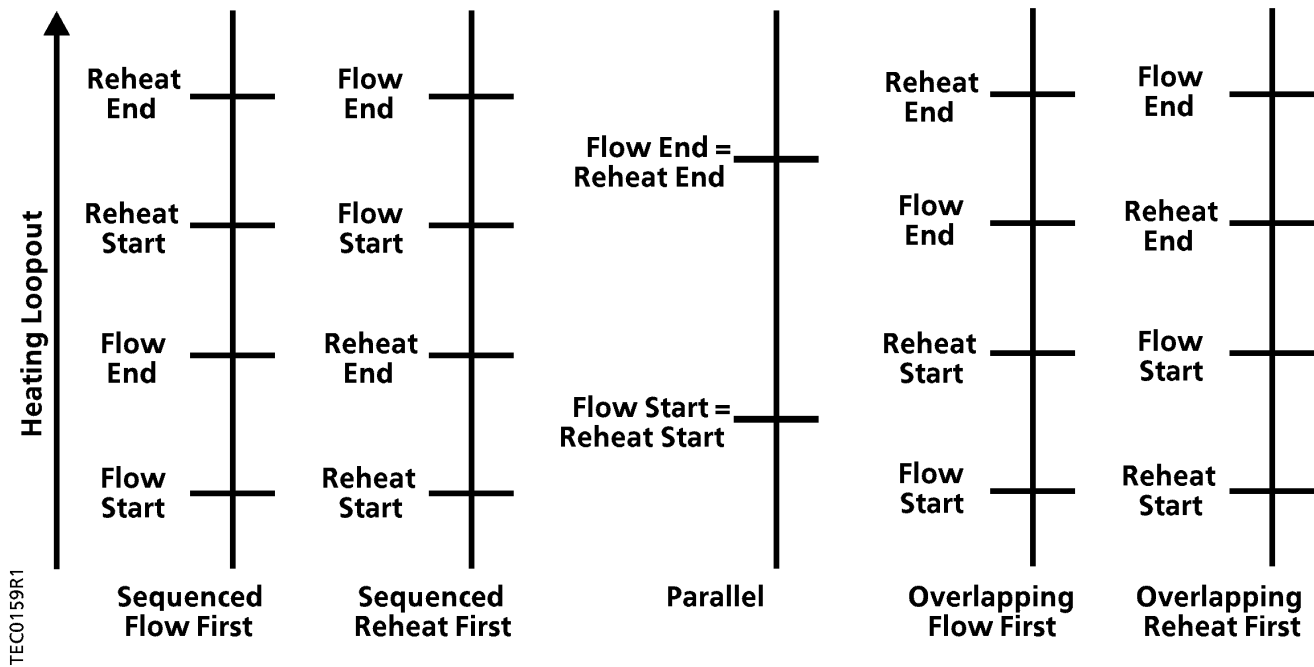 Heating Loopout
Reheat
End
Reheat
Start
Flow
End
Flow
Start
Sequenced
Flow First
Flow
End
Flow
Start
Reheat
End
Reheat
Start
Sequenced
Reheat First
Flow End =
Reheat End
Flow Start =
Reheat Start
Parallel
Reheat
End
Flow
End
Reheat
Start
Flow
Start
Overlapping
Flow First
Flow
End
Reheat
End
Flow
Start
Reheat
Start
Overlapping
Reheat First
TEC0159R1